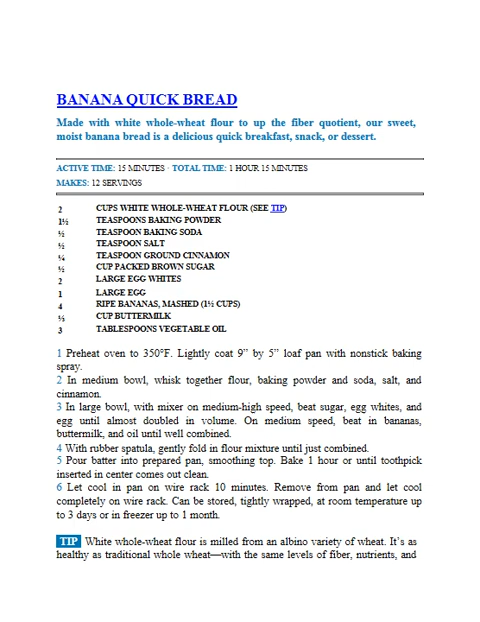 BANANA QUICK BREAD
Made with white whole-wheat flour to up the fiber quotient, our sweet,
moist banana bread is a delicious quick breakfast, snack, or dessert.
ACTIVE TIME: 15 MINUTES · TOTAL TIME: 1 HOUR 15 MINUTES
MAKES: 12 SERVINGS
2 CUPS WHITE WHOLE-WHEAT FLOUR (SEE TIP)
1½ TEASPOONS BAKING POWDER
½ TEASPOON BAKING SODA
½ TEASPOON SALT
¼ TEASPOON GROUND CINNAMON
½ CUP PACKED BROWN SUGAR
2 LARGE EGG WHITES
1 LARGE EGG
4 RIPE BANANAS, MASHED (1½ CUPS)
⅓ CUP BUTTERMILK
3 TABLESPOONS VEGETABLE OIL
1 Preheat oven to 350°F. Lightly coat 9” by 5” loaf pan with nonstick baking
spray.
2 In medium bowl, whisk together flour, baking powder and soda, salt, and
cinnamon.
3 In large bowl, with mixer on medium-high speed, beat sugar, egg whites, and
egg until almost doubled in volume. On medium speed, beat in bananas,
buttermilk, and oil until well combined.
4 With rubber spatula, gently fold in flour mixture until just combined.
5 Pour batter into prepared pan, smoothing top. Bake 1 hour or until toothpick
inserted in center comes out clean.
6 Let cool in pan on wire rack 10 minutes. Remove from pan and let cool
completely on wire rack. Can be stored, tightly wrapped, at room temperature up
to 3 days or in freezer up to 1 month.
TIP White whole-wheat flour is milled from an albino variety of wheat. It’s as
healthy as traditional whole wheat—with the same levels of fiber, nutrients, and